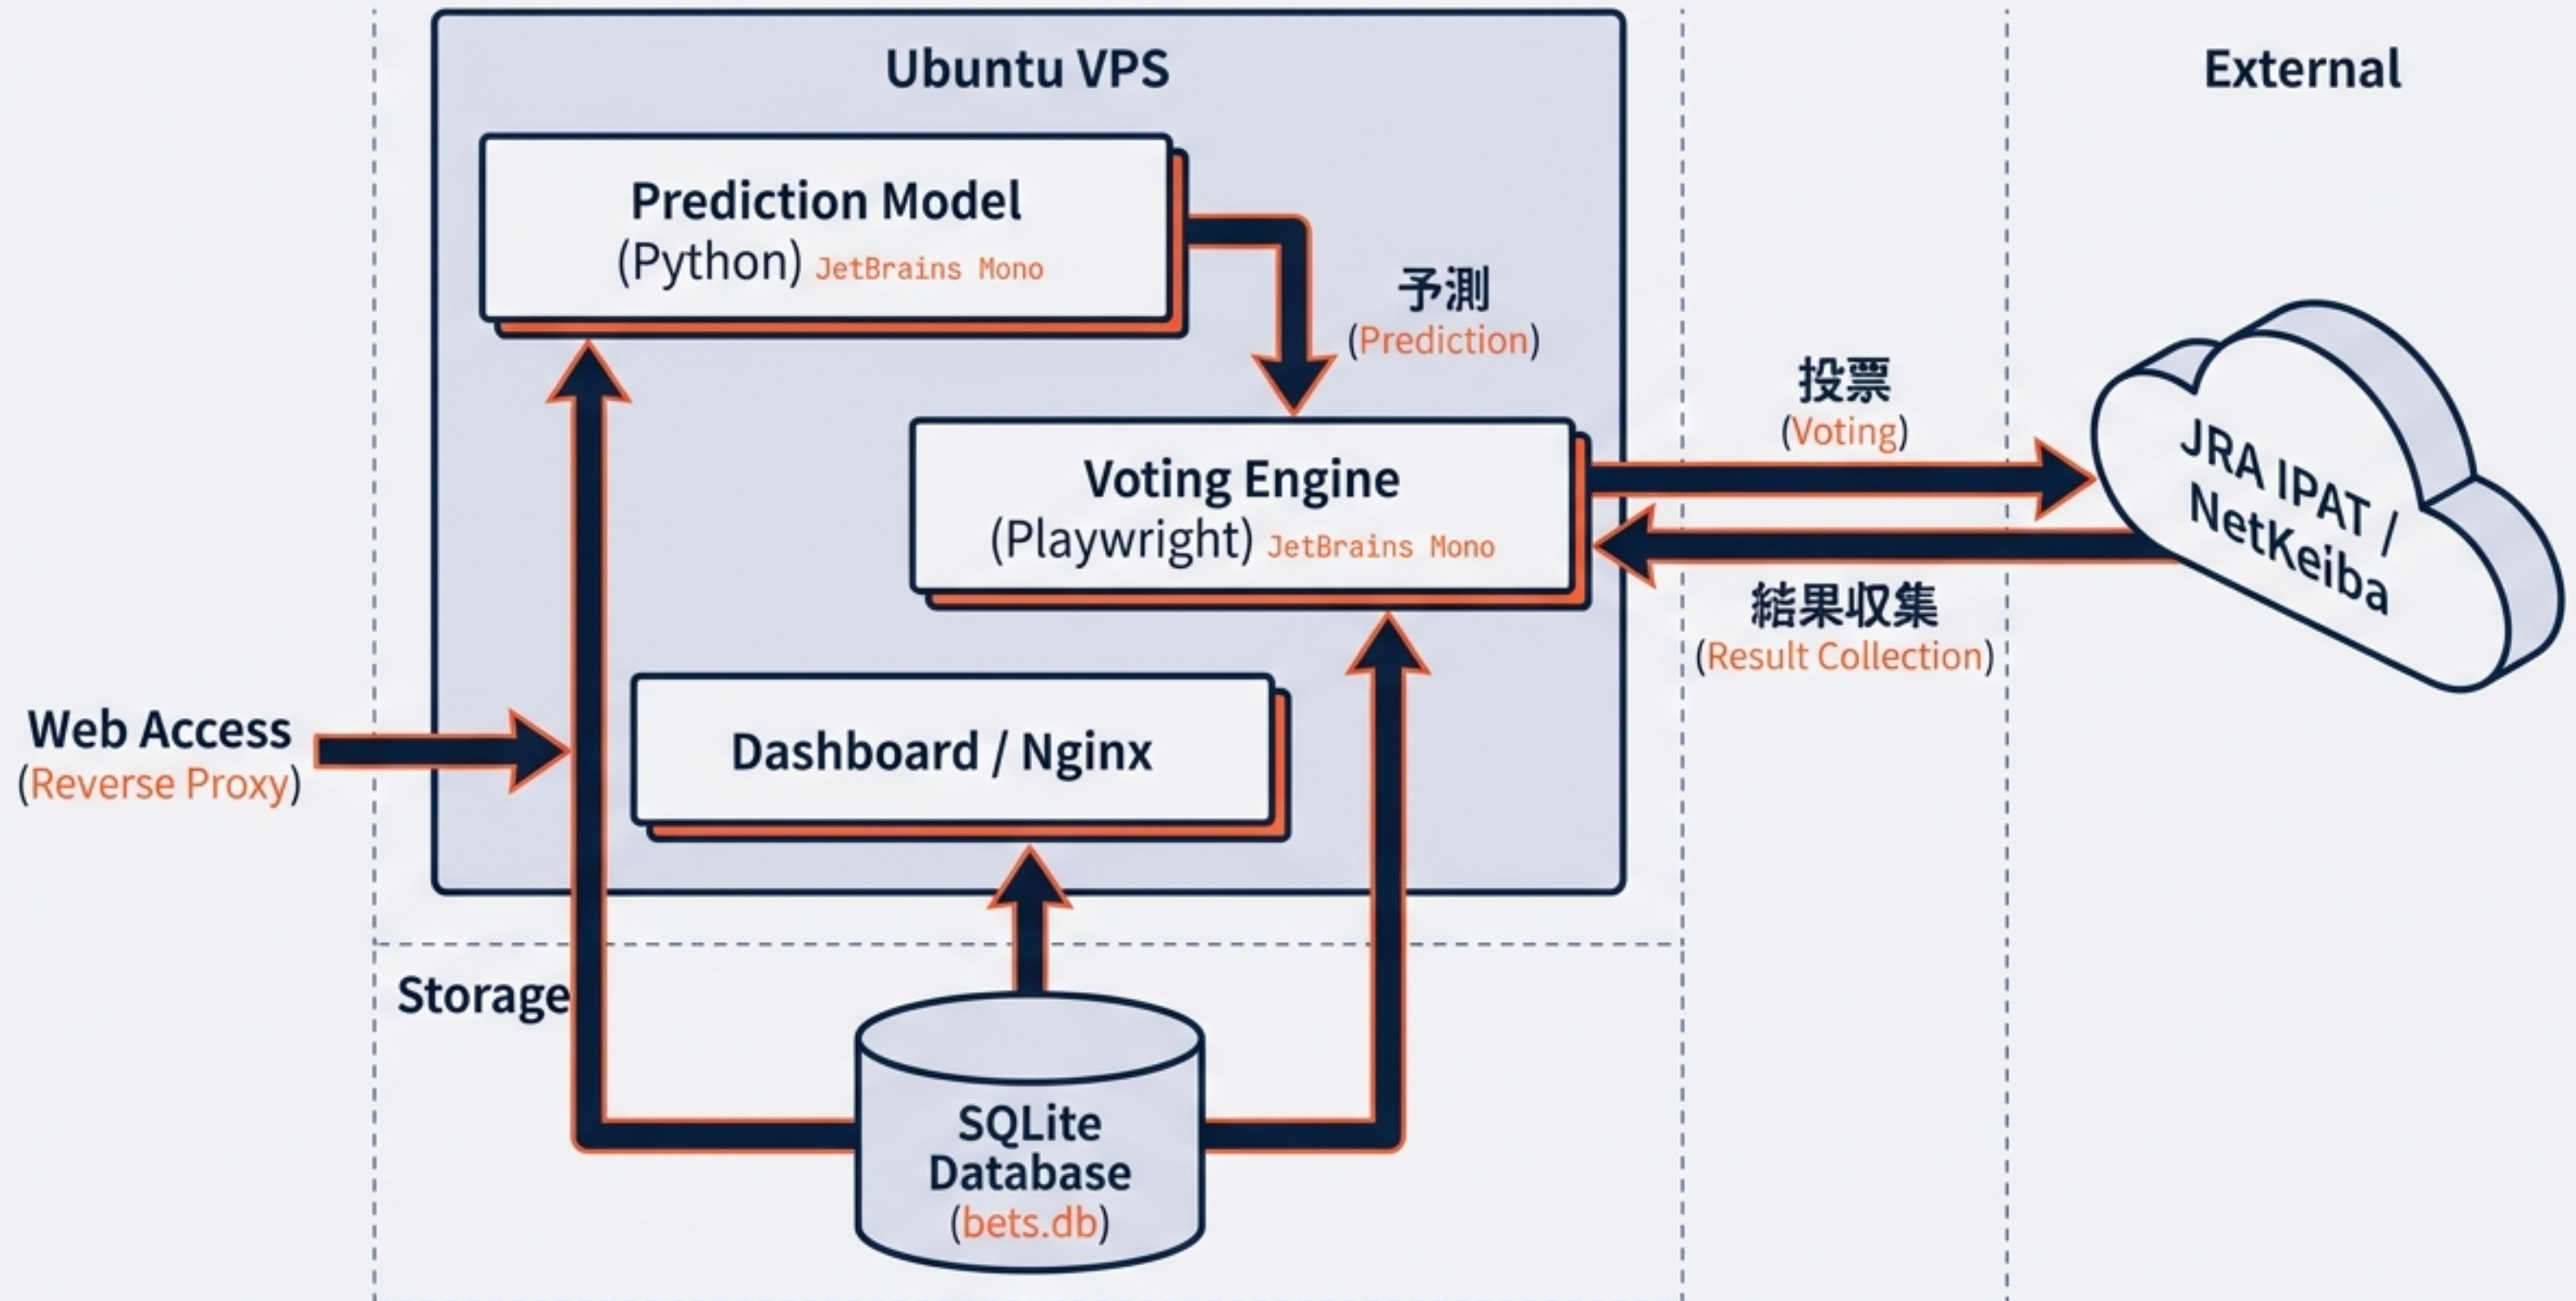 Ubuntu VPS
External
Prediction Model
(Python) JetBrains Mono
予測
(Prediction)
投票
(Voting)
Voting Engine
(Playwright) JetBrains Mono
JRA IPAT /
NetKeiba
結果収集
(Result Collection)
Web Access
(Reverse Proxy)
Dashboard / Nginx
Storage
SQLite
Database
(bets.db)